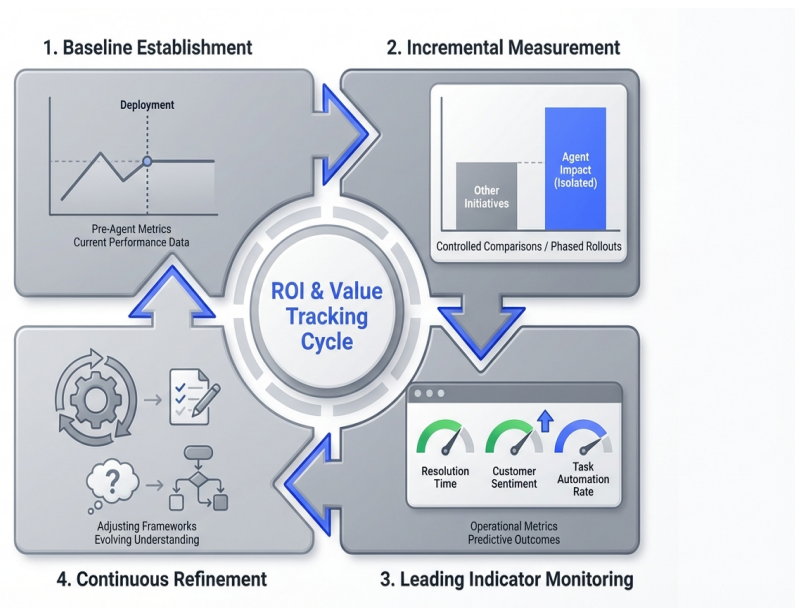 1. Baseline Establishment
Deployment
Pre-Agent Metrics
Current Performance Data
2. Incremental Measurement
Other
Initiatives
Agent
Impact
(Isolated)
Controlled Comparisons / Phased Rollouts
ROI & Value
Tracking
Cycle
?
Adjusting Frameworks
Evolving Understanding
4. Continuous Refinement
Resolution
Time
Customer
Sentiment
Task
Automation
Rate
Operational Metrics
Predictive Outcomes
3. Leading Indicator Monitoring